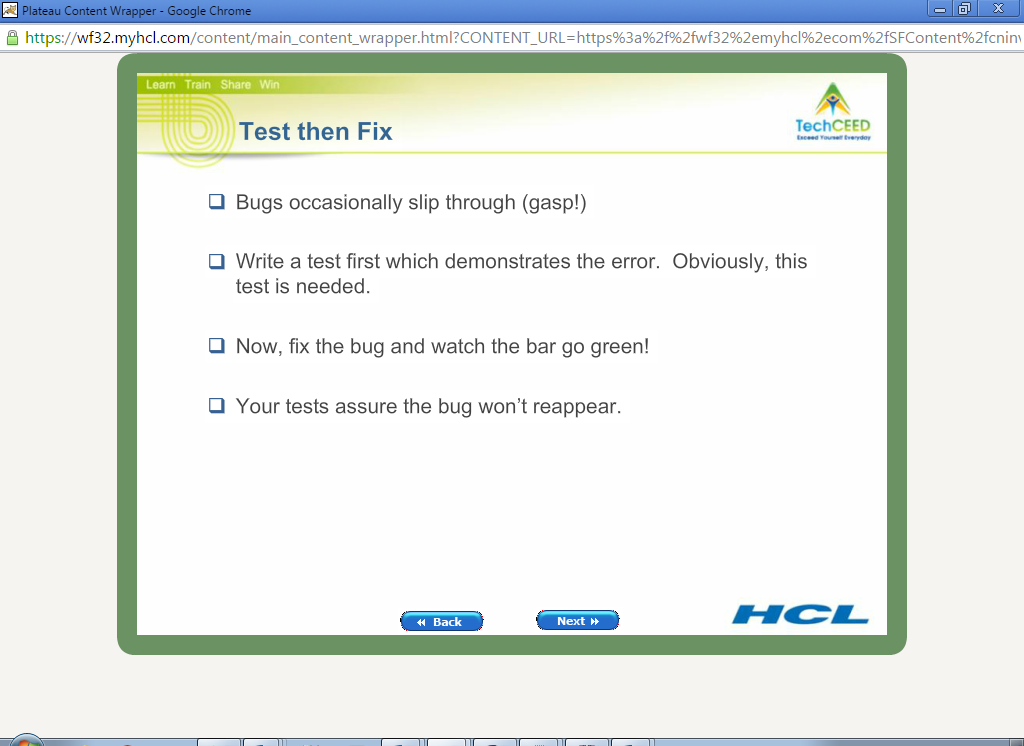 Plateau Content Wrapper - Google Chrome
https://wf32.myhcl.com/content/main_content_wrapper.html?CONTENT_URL=https%3a%2f%2fwf32%2emyhcl%2ecom%2fSFContent%2fcninv
Learn Train Share Win
Test then Fix
TechCEED
Exceed Yourself Everyday
Bugs occasionally slip through (gasp!)
Write a test first which demonstrates the error. Obviously, this
test is needed.
Now, fix the bug and watch the bar go green!
Your tests assure the bug won’t reappear.
Back
Next
HCL